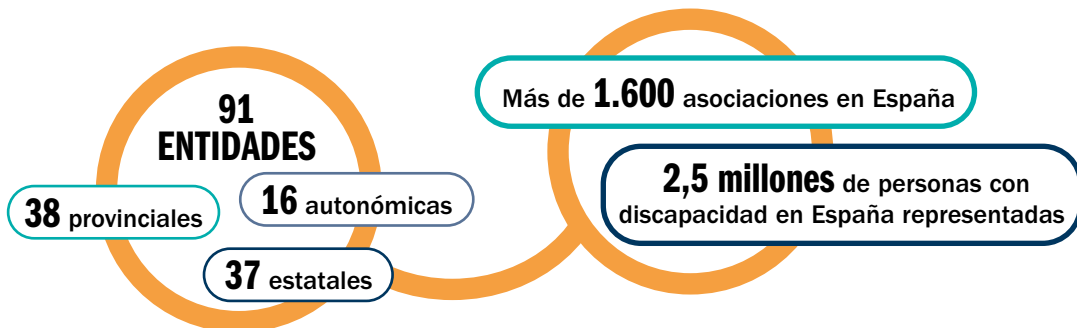 91
ENTIDADES
38 provinciales
16 autonómicas
37 estatales
Más de 1.600 asociaciones en España
2,5 millones de personas con
discapacidad en España representadas